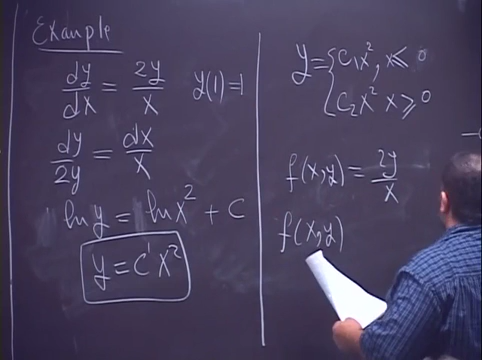 Example
dy/dx = 2y/x y(1)=1
dy/2y = dx/x
ln y = ln x² + c
y = c' x²
y = { c₁x², x ≤ 0
c₂x² x ≥ 0
f(x,y) = 2y/x
f(x,y)